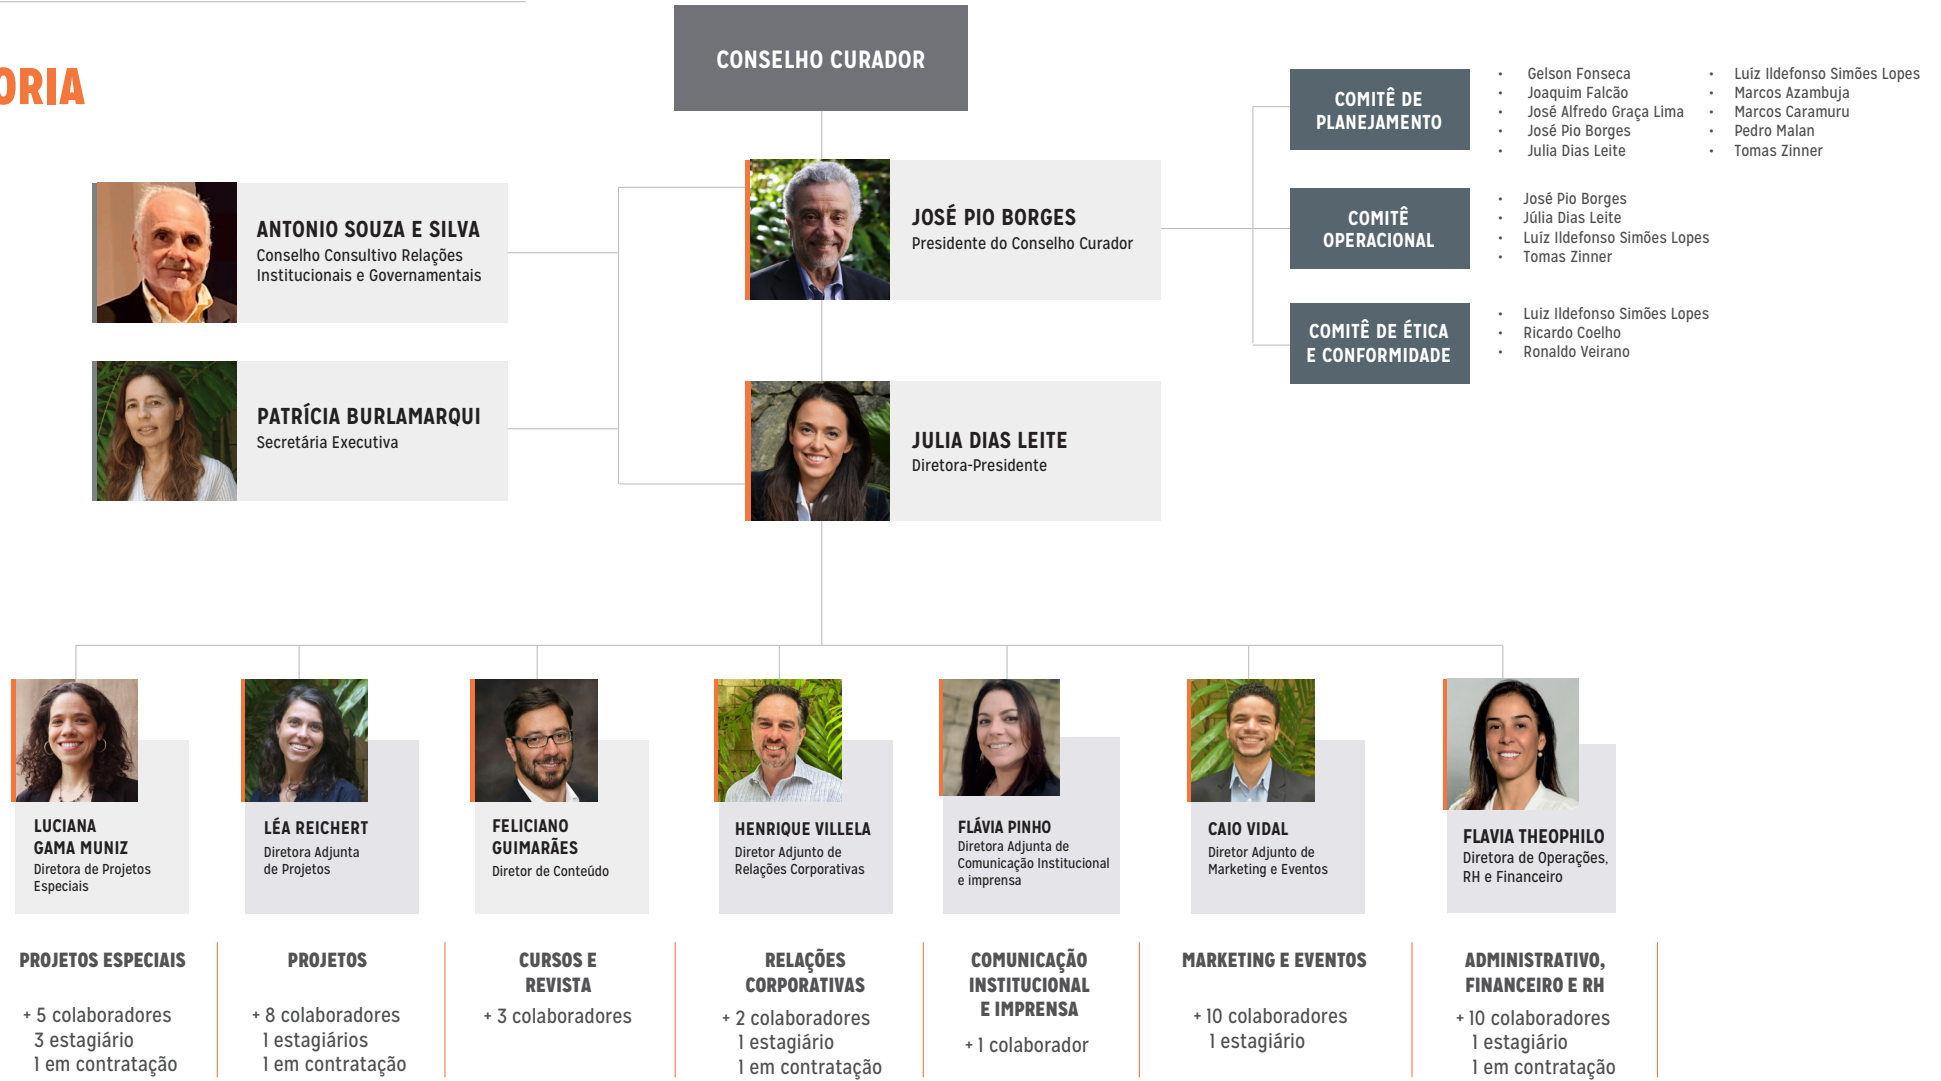 ORIA
CONSELHO CURADOR
ANTONIO SOUZA E SILVA
Conselho Consultivo Relações
Institucionais e Governamentais
PATRÍCIA BURLAMARQUI
Secretária Executiva
JOSÉ PIO BORGES
Presidente do Conselho Curador
JULIA DIAS LEITE
Diretora-Presidente
COMITÊ DE
PLANEJAMENTO
• Gelson Fonseca
• Joaquim Falcão
• José Alfredo Graça Lima
• José Pio Borges
• Julia Dias Leite
• Luíz Ildefonso Simões Lopes
• Marcos Azambuja
• Marcos Caramuru
• Pedro Malan
• Tomas Zinner
COMITÊ
OPERACIONAL
• José Pio Borges
• Júlia Dias Leite
• Luíz Ildefonso Simões Lopes
• Tomas Zinner
COMITÊ DE ÉTICA
E CONFORMIDADE
• Luiz Ildefonso Simões Lopes
• Ricardo Coelho
• Ronaldo Veirano
LUCIANA
GAMA MUNIZ
Diretora de Projetos
Especiais
LÉA REICHERT
Diretora Adjunta
de Projetos
FELICIANO
GUIMARÃES
Diretor de Conteúdo
HENRIQUE VILLELA
Diretor Adjunto de
Relações Corporativas
FLÁVIA PINHO
Diretora Adjunta de
Comunicação Institucional
e imprensa
CAIO VIDAL
Diretor Adjunto de
Marketing e Eventos
FLAVIA THEOPHILO
Diretora de Operações,
RH e Financeiro
PROJETOS ESPECIAIS
+ 5 colaboradores
3 estagiário
1 em contratação
PROJETOS
+ 8 colaboradores
1 estagiários
1 em contratação
CURSOS E
REVISTA
+ 3 colaboradores
RELAÇÕES
CORPORATIVAS
+ 2 colaboradores
1 estagiário
1 em contratação
COMUNICAÇÃO
INSTITUCIONAL
E IMPRENSA
+ 1 colaborador
MARKETING E EVENTOS
+ 10 colaboradores
1 estagiário
ADMINISTRATIVO,
FINANCEIRO E RH
+ 10 colaboradores
1 estagiário
1 em contratação